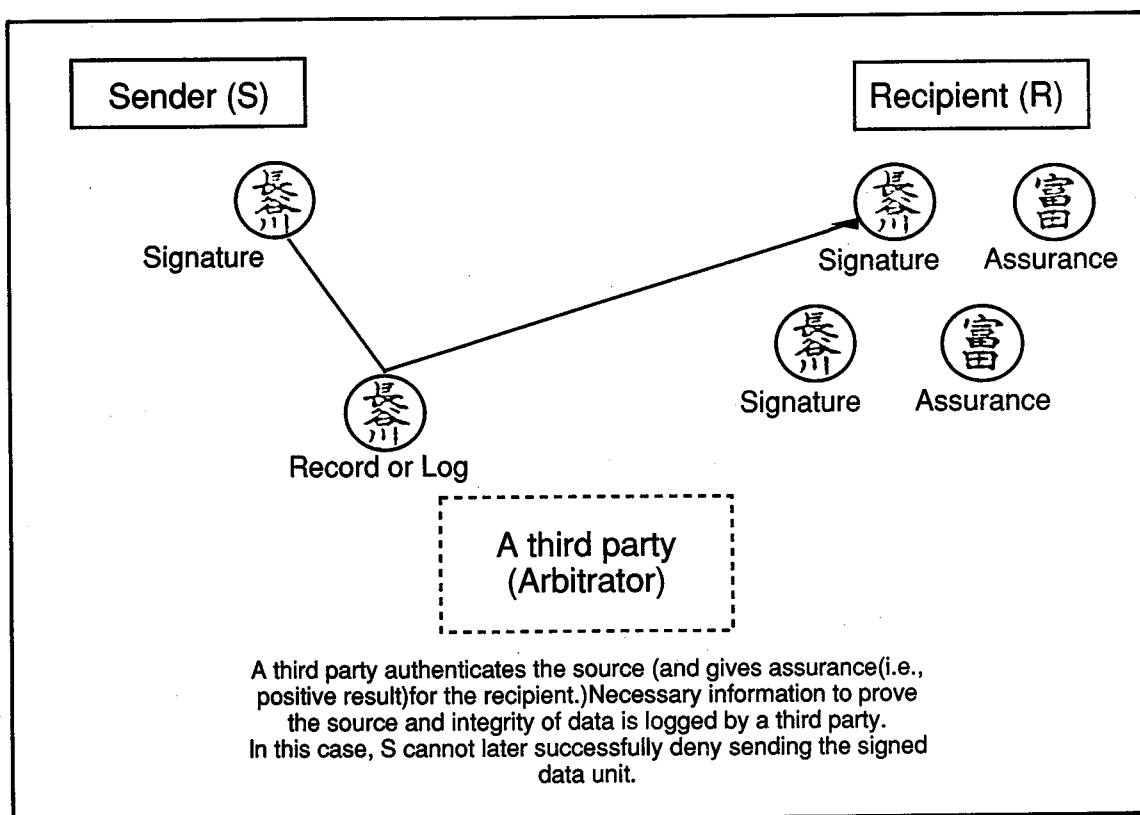 Sender (S)
Recipient (R)
長谷川
Signature
長谷川
Signature
富田
Assurance
長谷川
Signature
富田
Assurance
長谷川
Record or Log
A third party
(Arbitrator)
A third party authenticates the source (and gives assurance(i.e.,
positive result)for the recipient.)Necessary information to prove
the source and integrity of data is logged by a third party.
In this case, S cannot later successfully deny sending the signed
data unit.